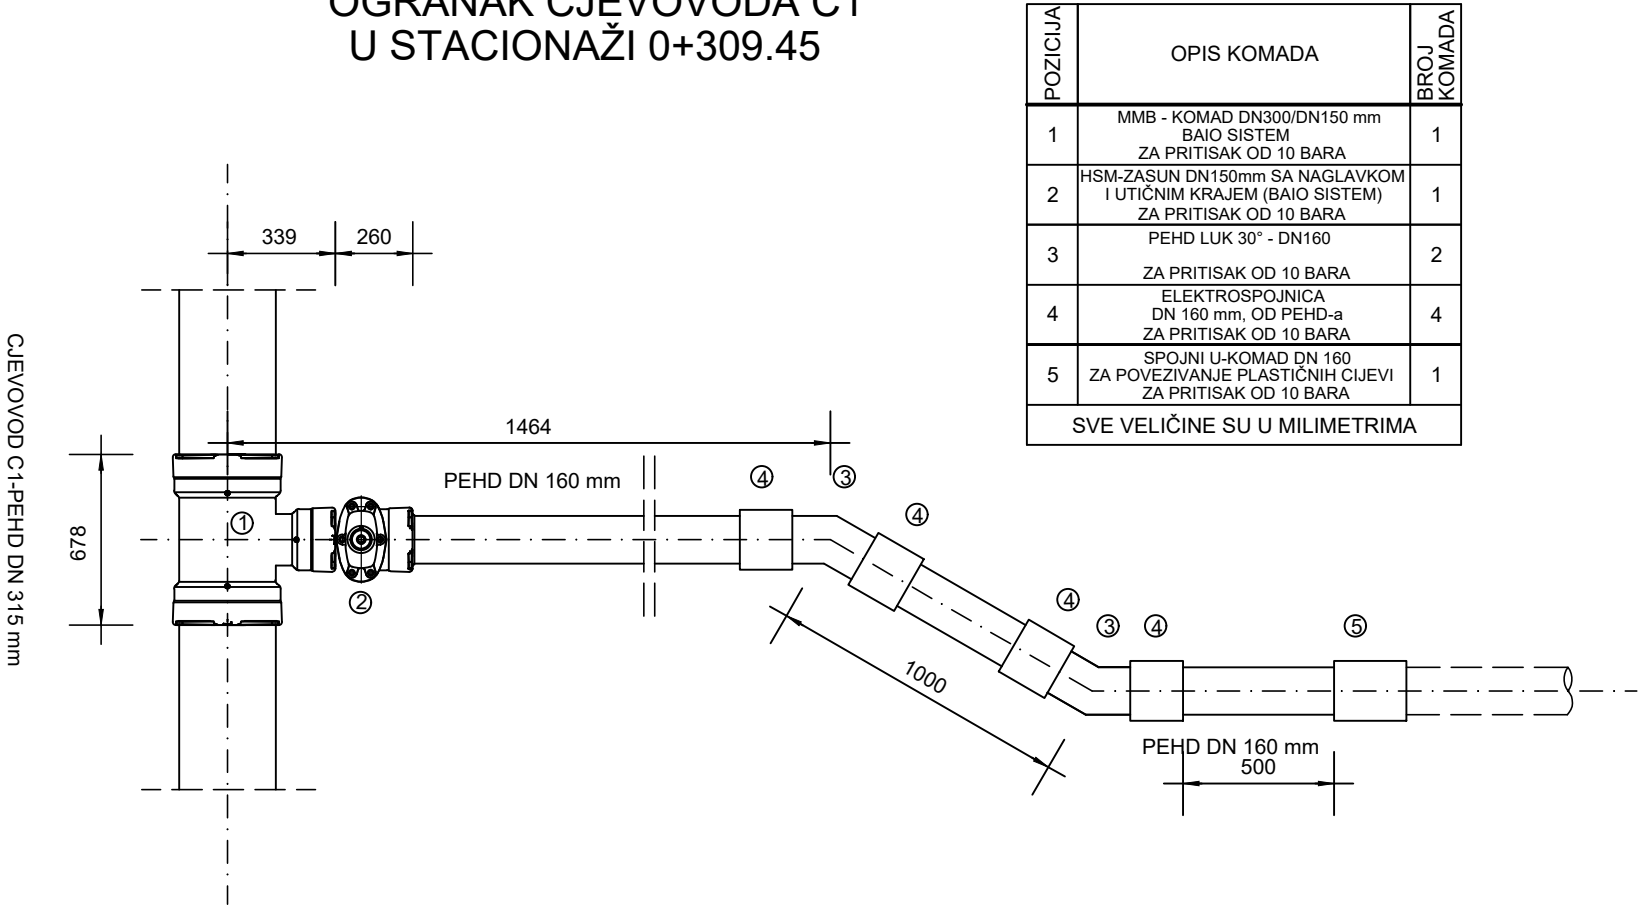 OGRANAK CJEVOVODA C1
U STACIONAŽI 0+309.45
POZICIJA
OPIS KOMADA
BROJ
KOMADA
1
MMB - KOMAD DN300/DN150 mm
BAIO SISTEM
ZA PRITISAK OD 10 BARA
1
2
HSM-ZASUN DN150mm SA NAGLAVKOM
I UTIČNIM KRAJEM (BAIO SISTEM)
ZA PRITISAK OD 10 BARA
1
3
PEHD LUK 30° - DN160
ZA PRITISAK OD 10 BARA
2
4
ELEKTROSPOJNICA
DN 160 mm, OD PEHD-a
ZA PRITISAK OD 10 BARA
4
5
SPOJNI U-KOMAD DN 160
ZA POVEZIVANJE PLASTIČNIH CIJEVI
ZA PRITISAK OD 10 BARA
1
SVE VELIČINE SU U MILIMETRIMA
339
260
CJEVOVOD C1-PEHD DN 315 mm
678
1464
PEHD DN 160 mm
4
3
1
2
4
4
3
4
5
1000
PEHD DN 160 mm
500